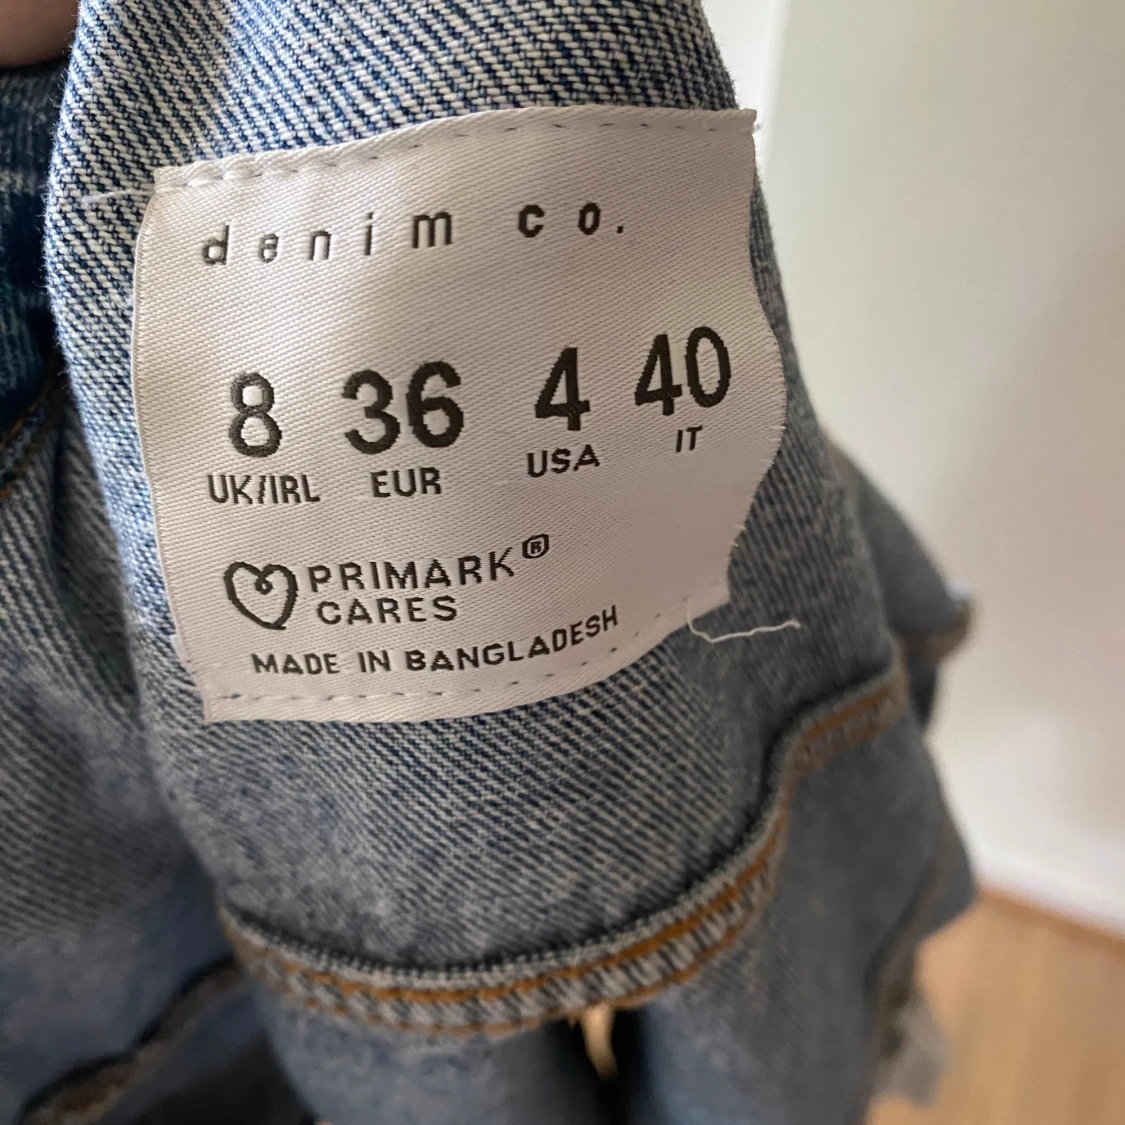 denim co.
8 36 4 40
UK/IRL EUR USA IT
PRIMARK®
CARES
MADE IN BANGLADESH